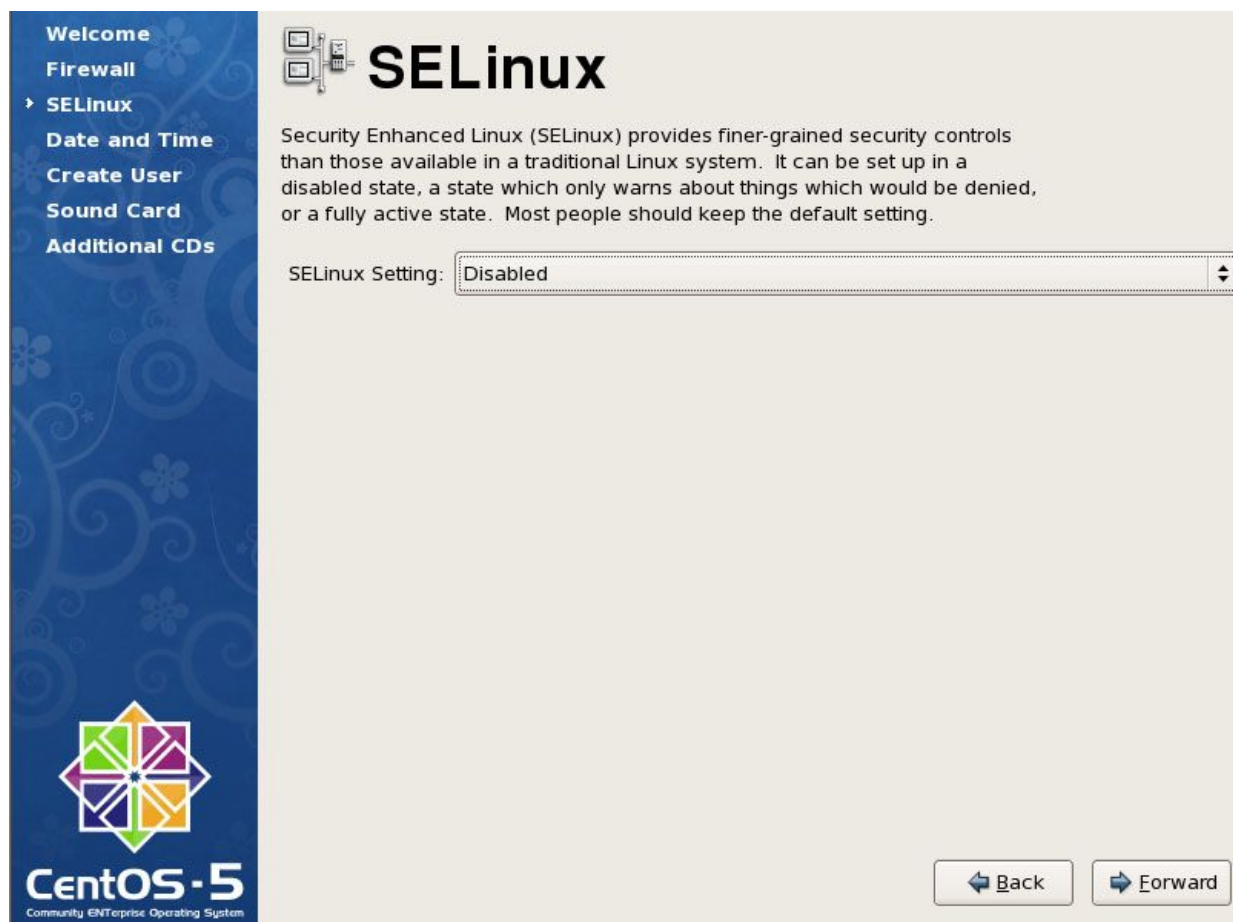 Welcome
Firewall
SELinux
Date and Time
Create User
Sound Card
Additional CDs
SELinux
Security Enhanced Linux (SELinux) provides finer-grained security controls
than those available in a traditional Linux system.  It can be set up in a
disabled state, a state which only warns about things which would be denied,
or a fully active state.  Most people should keep the default setting.
SELinux Setting: Disabled
CentOS-5
Community ENTerprise Operating System
Back
Forward